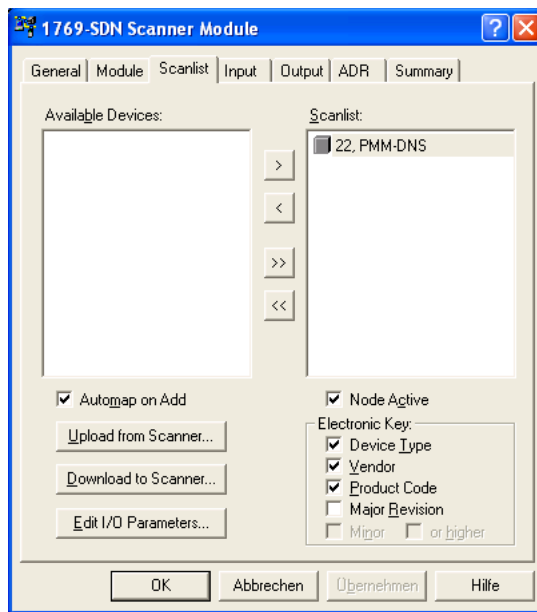 1769-SDN Scanner Module
General Module Scanlist Input Output ADR Summary
Available Devices:
Scanlist:
22, PMM-DNS
>
<
>>
<<
Automap on Add
Node Active
Upload from Scanner...
Download to Scanner...
Edit I/O Parameters...
Electronic Key:
Device Type
Vendor
Product Code
Major Revision
Minor or higher
OK Abbrechen Übernehmen Hilfe